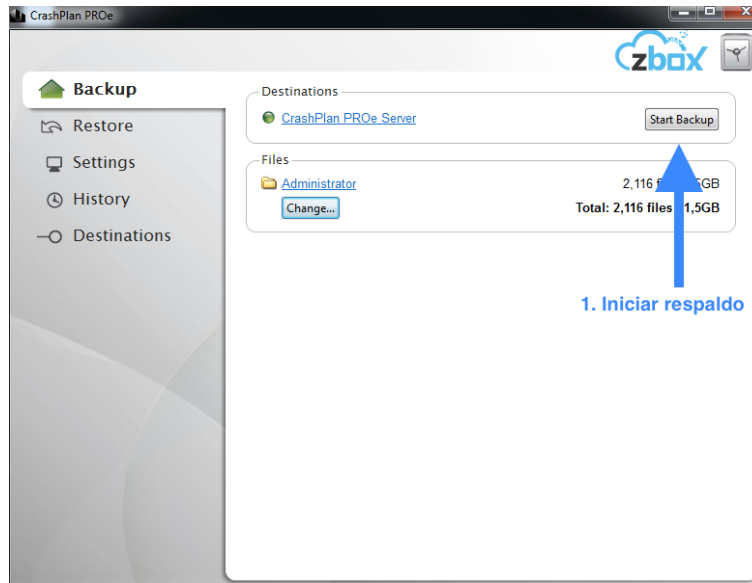 CrashPlan PROe
zbox
Backup
Restore
Settings
History
Destinations
Destinations
CrashPlan PROe Server
Start Backup
Files
Administrator
2,116 GB
Change...
Total: 2,116 files 1,5GB
1. Iniciar respaldo